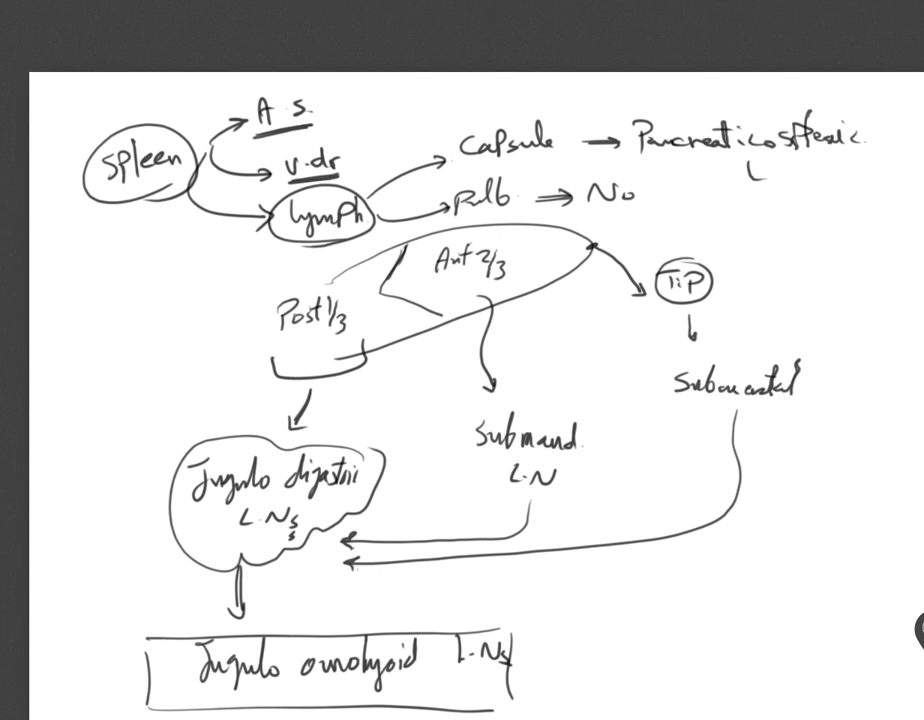 A.S.
Spleen
v.dr
Capsule → Pancreaticosplenic
L
lymph
Pulb ⇒ No
Ant 2/3
TiP
Post 1/3
Submental
Submand.
L.N
Jugulo digastric
L.Ns
Jugulo omohyoid L.Ns